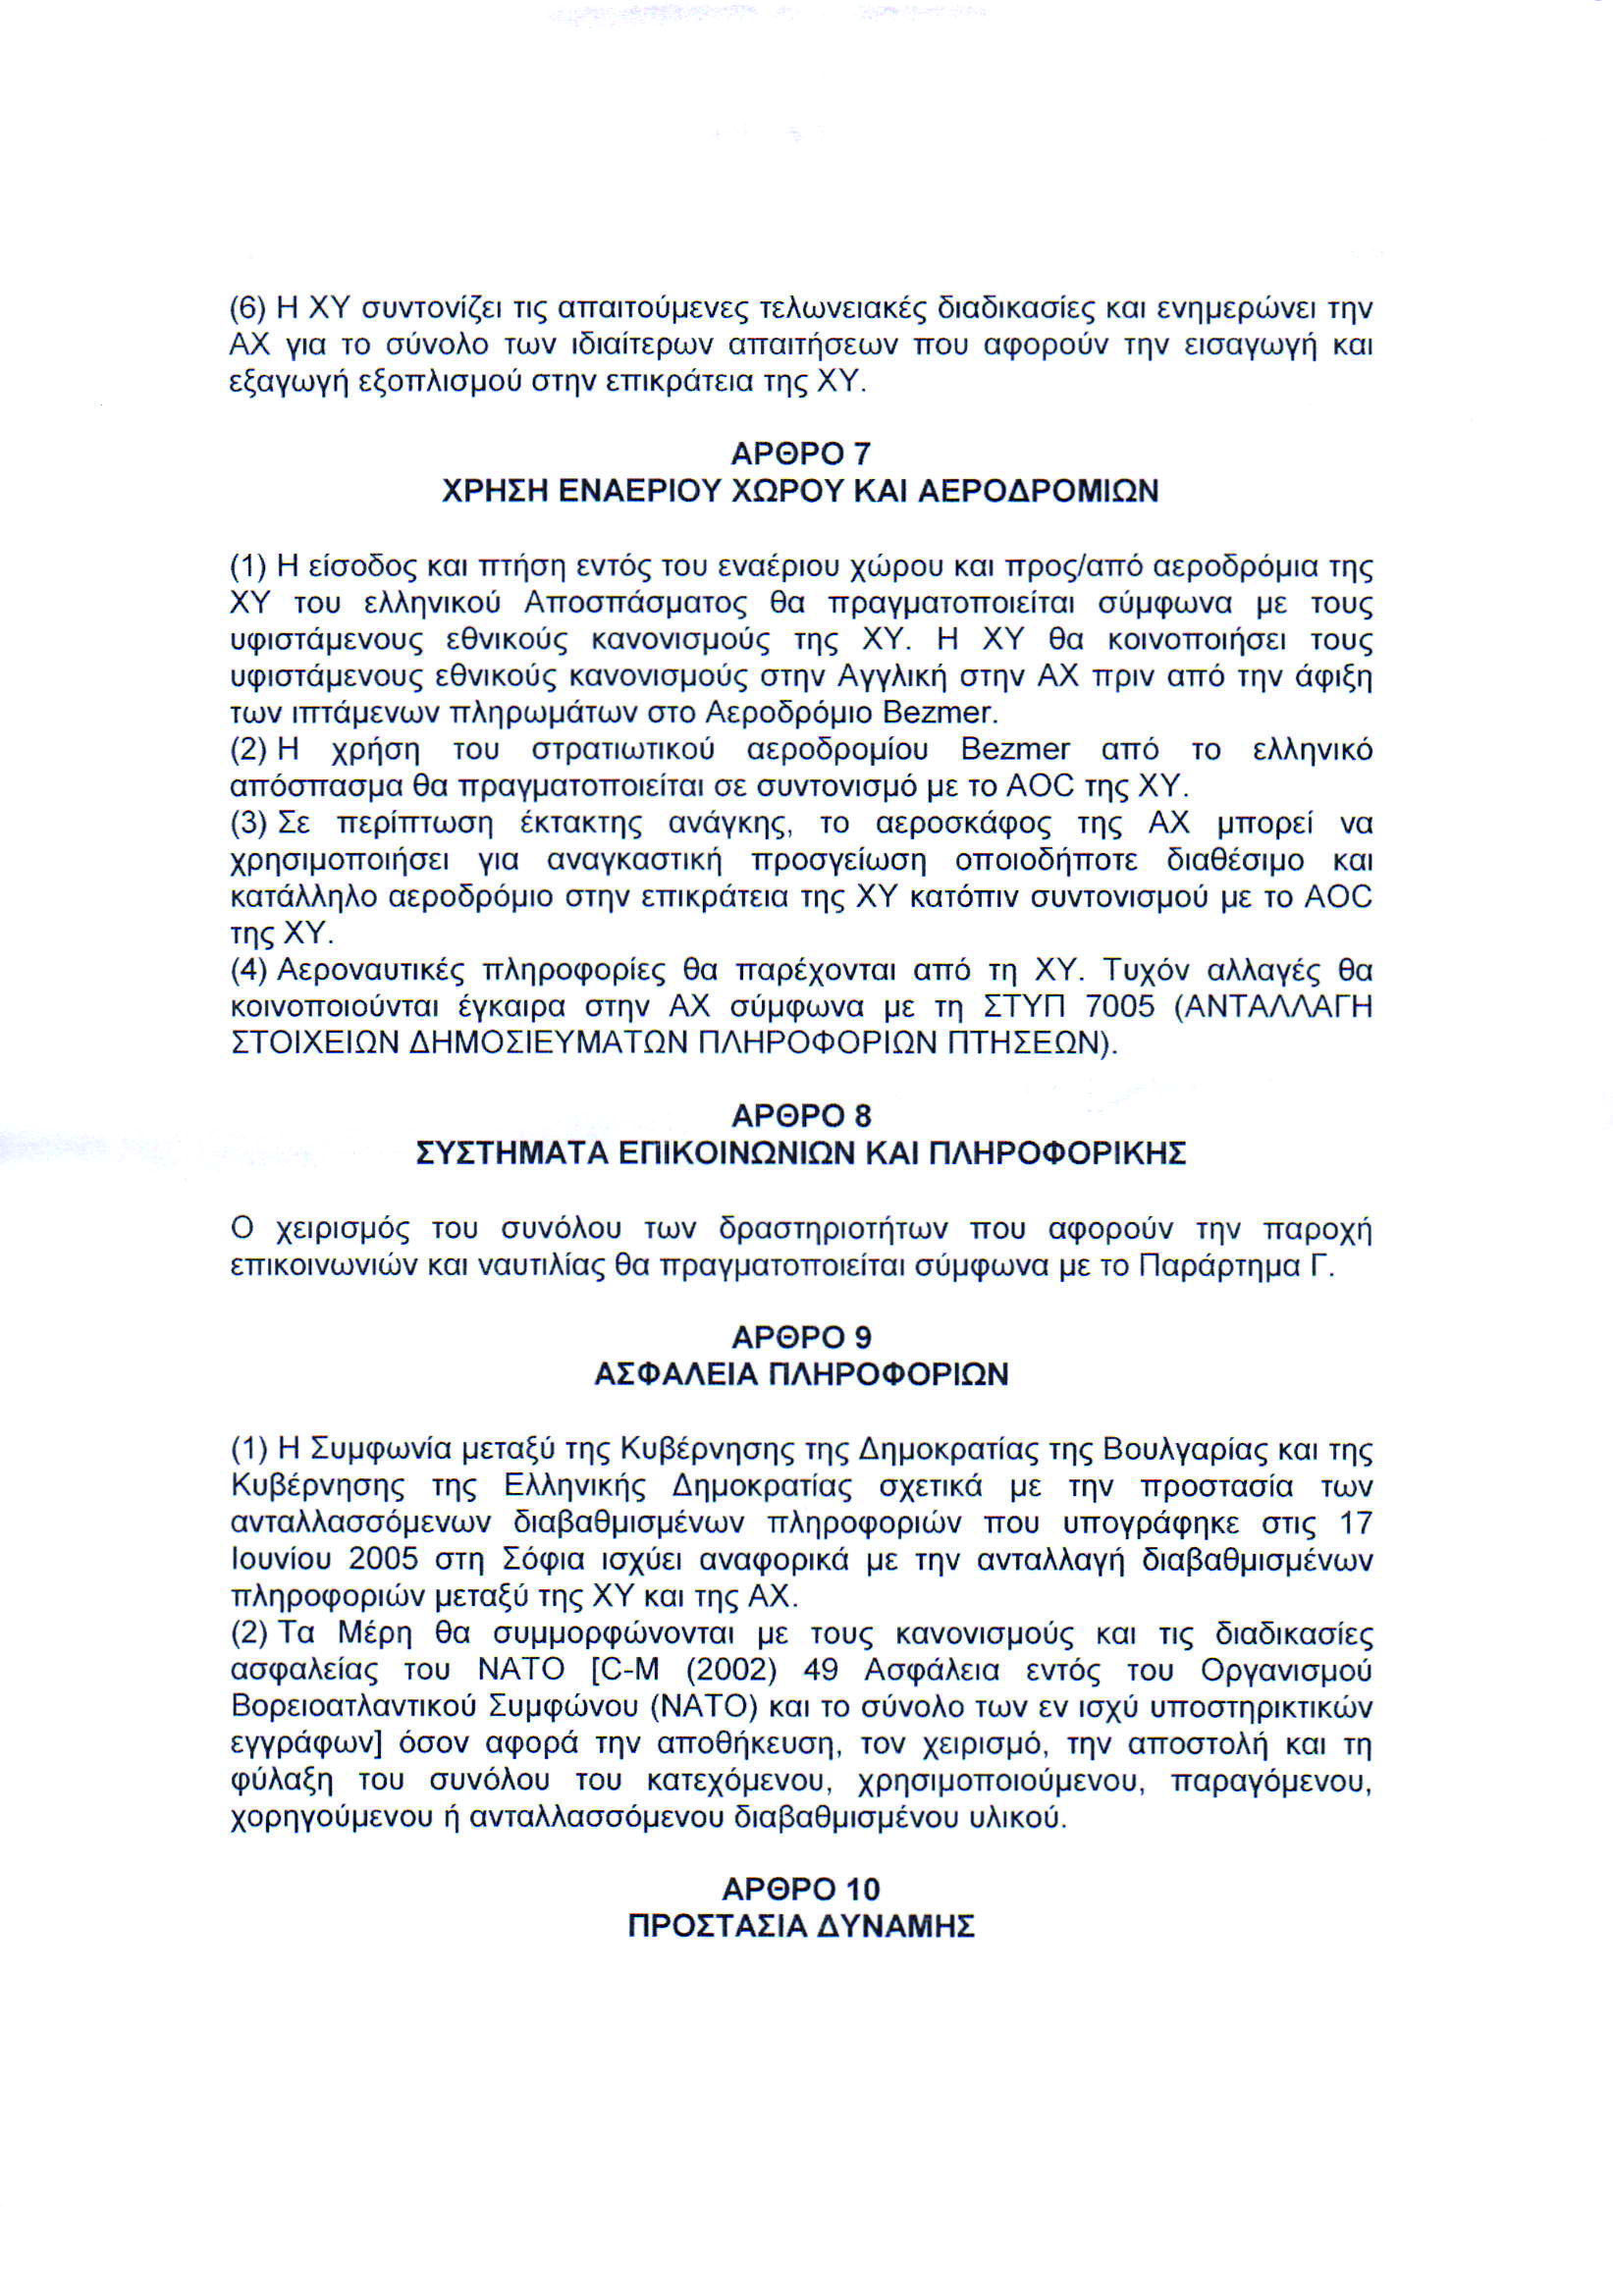 (6) Η ΧΥ συντονίζει τις απαιτούμενες τελωνειακές διαδικασίες και ενημερώνει την
ΑΧ για το σύνολο των ιδιαίτερων απαιτήσεων που αφορούν την εισαγωγή και
εξαγωγή εξοπλισμού στην επικράτεια της ΧΥ.
ΑΡΘΡΟ 7
ΧΡΗΣΗ ΕΝΑΕΡΙΟΥ ΧΩΡΟΥ ΚΑΙ ΑΕΡΟΔΡΟΜΙΩΝ
(1) Η είσοδος και πτήση εντός του εναέριου χώρου και προς/από αεροδρόμια της
ΧΥ του ελληνικού Αποσπάσματος θα πραγματοποιείται σύμφωνα με τους
υφιστάμενους εθνικούς κανονισμούς της ΧΥ. Η ΧΥ θα κοινοποιήσει τους
υφιστάμενους εθνικούς κανονισμούς στην Αγγλική στην ΑΧ πριν από την άφιξη
των ιπτάμενων πληρωμάτων στο Αεροδρόμιο Bezmer.
(2) Η χρήση του στρατιωτικού αεροδρομίου Bezmer από το ελληνικό
απόσπασμα θα πραγματοποιείται σε συντονισμό με το AOC της ΧΥ.
(3) Σε περίπτωση έκτακτης ανάγκης, το αεροσκάφος της ΑΧ μπορεί να
χρησιμοποιήσει για αναγκαστική προσγείωση οποιοδήποτε διαθέσιμο και
κατάλληλο αεροδρόμιο στην επικράτεια της ΧΥ κατόπιν συντονισμού με το AOC
της ΧΥ.
(4) Αεροναυτικές πληροφορίες θα παρέχονται από τη ΧΥ. Τυχόν αλλαγές θα
κοινοποιούνται έγκαιρα στην ΑΧ σύμφωνα με τη ΣΤΥΠ 7005 (ΑΝΤΑΛΛΑΓΗ
ΣΤΟΙΧΕΙΩΝ ΔΗΜΟΣΙΕΥΜΑΤΩΝ ΠΛΗΡΟΦΟΡΙΩΝ ΠΤΗΣΕΩΝ).
ΑΡΘΡΟ 8
ΣΥΣΤΗΜΑΤΑ ΕΠΙΚΟΙΝΩΝΙΩΝ ΚΑΙ ΠΛΗΡΟΦΟΡΙΚΗΣ
Ο χειρισμός του συνόλου των δραστηριοτήτων που αφορούν την παροχή
επικοινωνιών και ναυτιλίας θα πραγματοποιείται σύμφωνα με το Παράρτημα Γ.
ΑΡΘΡΟ 9
ΑΣΦΑΛΕΙΑ ΠΛΗΡΟΦΟΡΙΩΝ
(1) Η Συμφωνία μεταξύ της Κυβέρνησης της Δημοκρατίας της Βουλγαρίας και της
Κυβέρνησης της Ελληνικής Δημοκρατίας σχετικά με την προστασία των
ανταλλασσόμενων διαβαθμισμένων πληροφοριών που υπογράφηκε στις 17
Ιουνίου 2005 στη Σόφια ισχύει αναφορικά με την ανταλλαγή διαβαθμισμένων
πληροφοριών μεταξύ της ΧΥ και της ΑΧ.
(2) Τα Μέρη θα συμμορφώνονται με τους κανονισμούς και τις διαδικασίες
ασφαλείας του ΝΑΤΟ [C-M (2002) 49 Ασφάλεια εντός του Οργανισμού
Βορειοατλαντικού Συμφώνου (ΝΑΤΟ) και το σύνολο των εν ισχύ υποστηρικτικών
εγγράφων] όσον αφορά την αποθήκευση, τον χειρισμό, την αποστολή και τη
φύλαξη του συνόλου του κατεχόμενου, χρησιμοποιούμενου, παραγόμενου,
χορηγούμενου ή ανταλλασσόμενου διαβαθμισμένου υλικού.
ΑΡΘΡΟ 10
ΠΡΟΣΤΑΣΙΑ ΔΥΝΑΜΗΣ